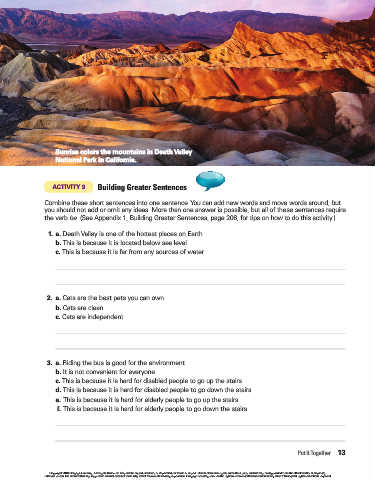 Sunrise colors the mountains in Death Valley
National Park in California.
ACTIVITY 9 Building Greater Sentences
Combine these short sentences into one sentence You can add new words and move words around, but
you should not add or omit any ideas More then one answer is possible, but all of these sentences require
the verb be (See Appendix 1, Building Greater Sentences, page 206, for tips on how to do this activity)
1. a. Death Valley is one of the hottest places on Earth
b. This is because it is located below sea level
c. This is because it is far from any sources of water
2. a. Cats are the best pets you can own
b. Cats are clean
c. Cats are independent
3. a. Riding the bus is good for the environment
b. It is not convenient for everyone
c. This is because it is hard for disabled people to go up the stairs
d. This is because it is hard for disabled people to go down the stairs
e. This is because it is hard for elderly people to go up the stairs
f. This is because it is hard for elderly people to go down the stairs
Put It Together 13